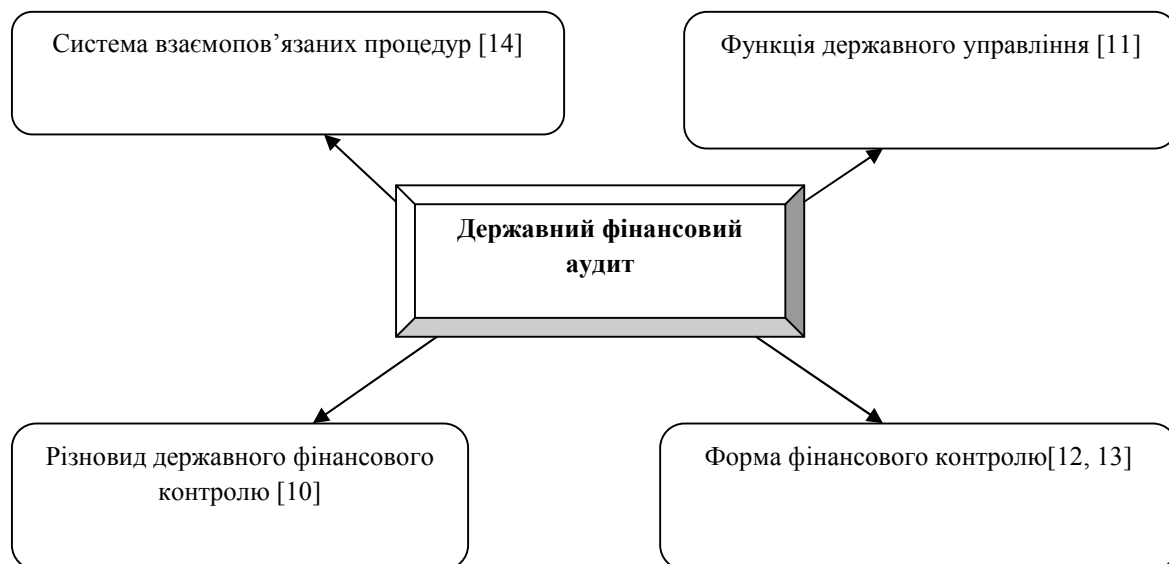 Система взаємопов’язаних процедур [14]
Функція державного управління [11]
Державний фінансовий
аудит
Різновид державного фінансового
контролю [10]
Форма фінансового контролю[12, 13]